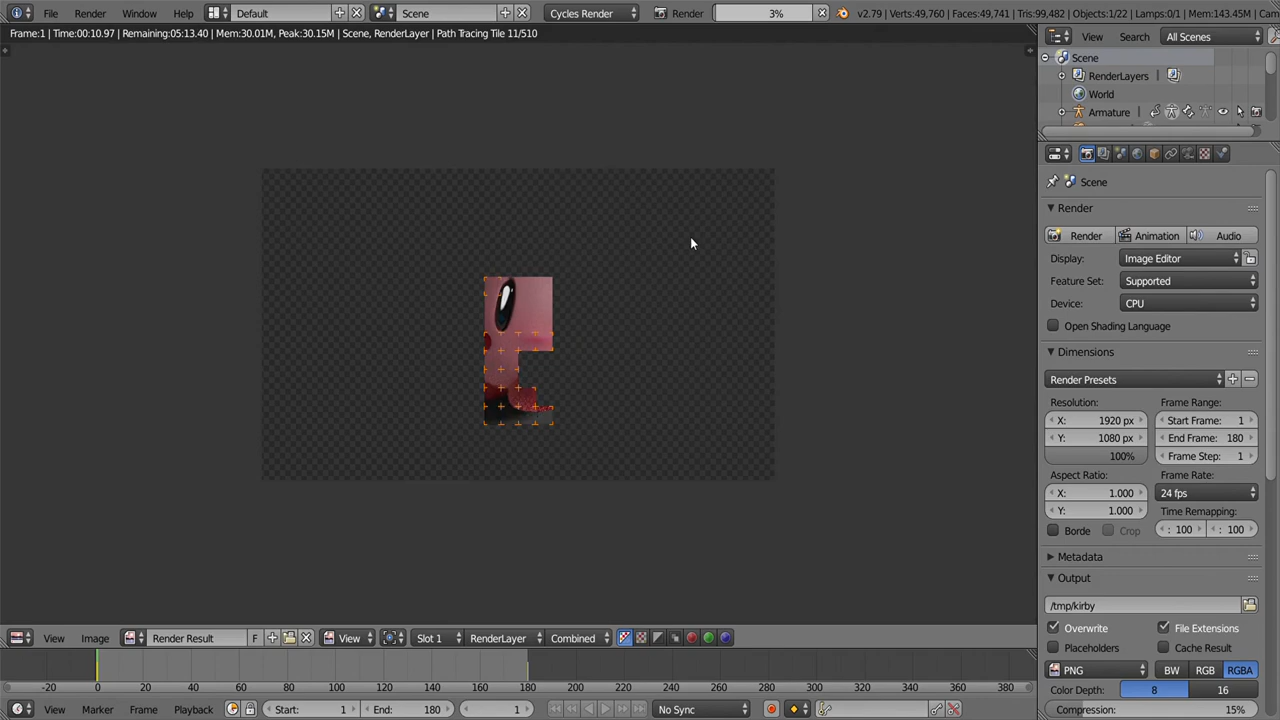 File Render Window Help Default Scene Cycles Render Render 3% v2.79 | Verts:49,760 | Faces:49,741 | Tris:99,482 | Objects:1/22 | Lamps:0/1 | Mem:143.45M |
Frame:1 | Time:00:10.97 | Remaining:05:13.40 | Mem:30.01M, Peak:30.15M | Scene, RenderLayer | Path Tracing Tile 11/510
View Search All Scenes
Scene
RenderLayers
World
Armature
Scene
Render
Render Animation Audio
Display: Image Editor
Feature Set: Supported
Device: CPU
Open Shading Language
Dimensions
Render Presets
Resolution: Frame Range:
X: 1920 px Start Frame: 1
Y: 1080 px End Frame: 180
100% Frame Step: 1
Aspect Ratio: Frame Rate:
X: 1.000 24 fps
Y: 1.000 Time Remapping:
Borde Crop : 100 : 100
Metadata
Output
/tmp/kirby
Overwrite File Extensions
Placeholders Cache Result
PNG BW RGB RGBA
Color Depth: 8 16
Compression: 15%
View Image Render Result F View Slot 1 RenderLayer Combined
-20 0 20 40 60 80 100 120 140 160 180 200 220 240 260 280 300 320 340 360 380
View Marker Frame Playback Start: 1 End: 180 1 No Sync